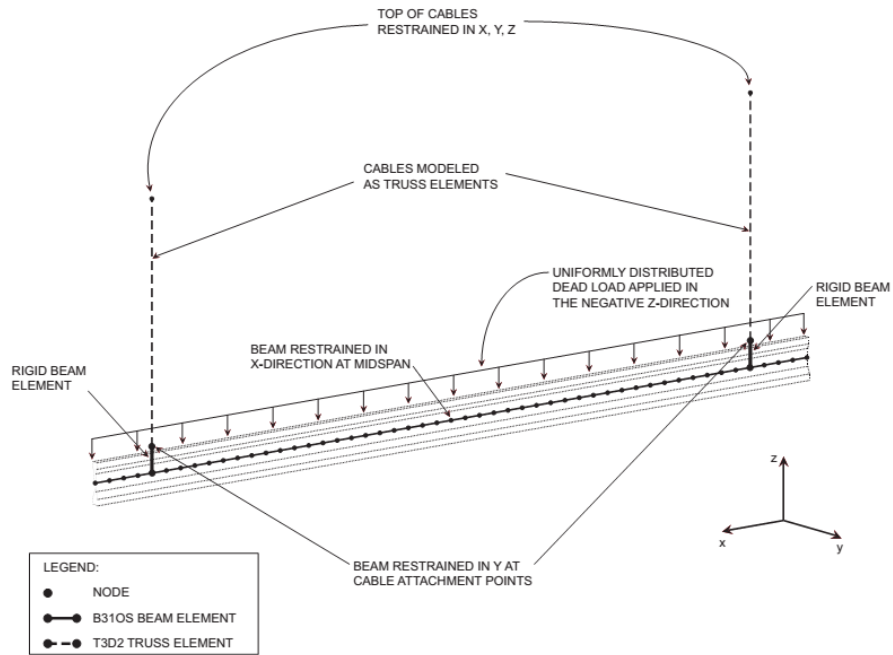 TOP OF CABLES
RESTRAINED IN X, Y, Z
CABLES MODELED
AS TRUSS ELEMENTS
UNIFORMLY DISTRIBUTED
DEAD LOAD APPLIED IN
THE NEGATIVE Z-DIRECTION
RIGID BEAM
ELEMENT
BEAM RESTRAINED IN
X-DIRECTION AT MIDSPAN
RIGID BEAM
ELEMENT
z
x
y
BEAM RESTRAINED IN Y AT
CABLE ATTACHMENT POINTS
LEGEND:
NODE
B31OS BEAM ELEMENT
T3D2 TRUSS ELEMENT